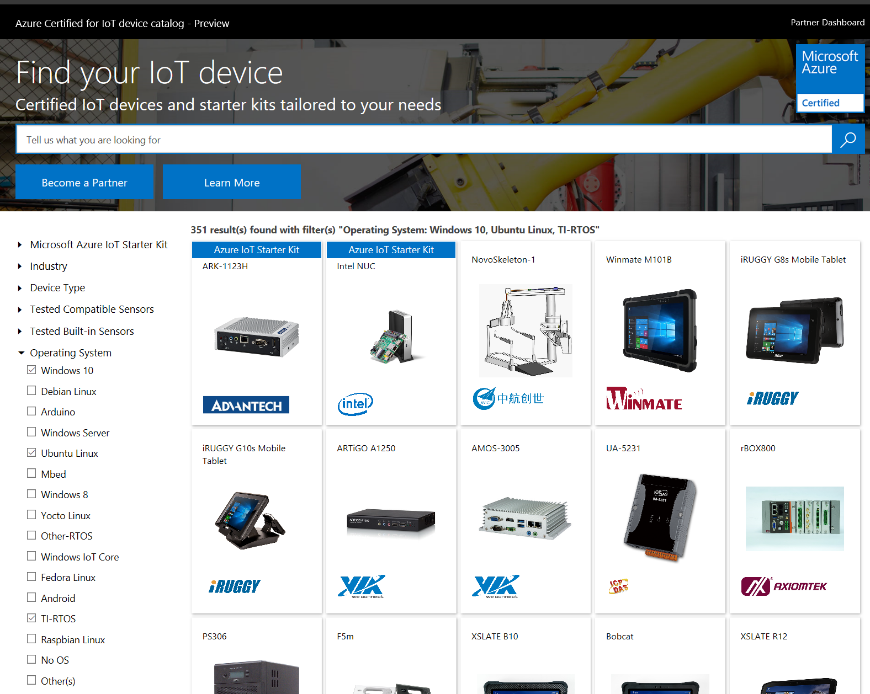 Azure Certified for IoT device catalog - Preview
Partner Dashboard
Find your IoT device
Certified IoT devices and starter kits tailored to your needs
Microsoft
Azure
Certified
Tell us what you are looking for
Become a Partner
Learn More
351 result(s) found with filter(s) "Operating System: Windows 10, Ubuntu Linux, TI-RTOS"
Microsoft Azure IoT Starter Kit
Industry
Device Type
Tested Compatible Sensors
Tested Built-in Sensors
Operating System
Windows 10
Debian Linux
Arduino
Windows Server
Ubuntu Linux
Mbed
Windows 8
Yocto Linux
Other-RTOS
Windows IoT Core
Fedora Linux
Android
TI-RTOS
Raspbian Linux
No OS
Other(s)
Azure IoT Starter Kit
ARK-1123H
ADVANTECH
Azure IoT Starter Kit
Intel NUC
intel
NovoSkeleton-1
中航创世
Winmate M101B
WINMATE
iRUGGY G8s Mobile Tablet
iRUGGY
iRUGGY G10s Mobile
Tablet
iRUGGY
ARTiGO A1250
VIA
AMOS-3005
VIA
UA-5231
ICP
DAS
rBOX800
AXIOMTEK
PS306
F5m
XSLATE B10
Bobcat
XSLATE R12